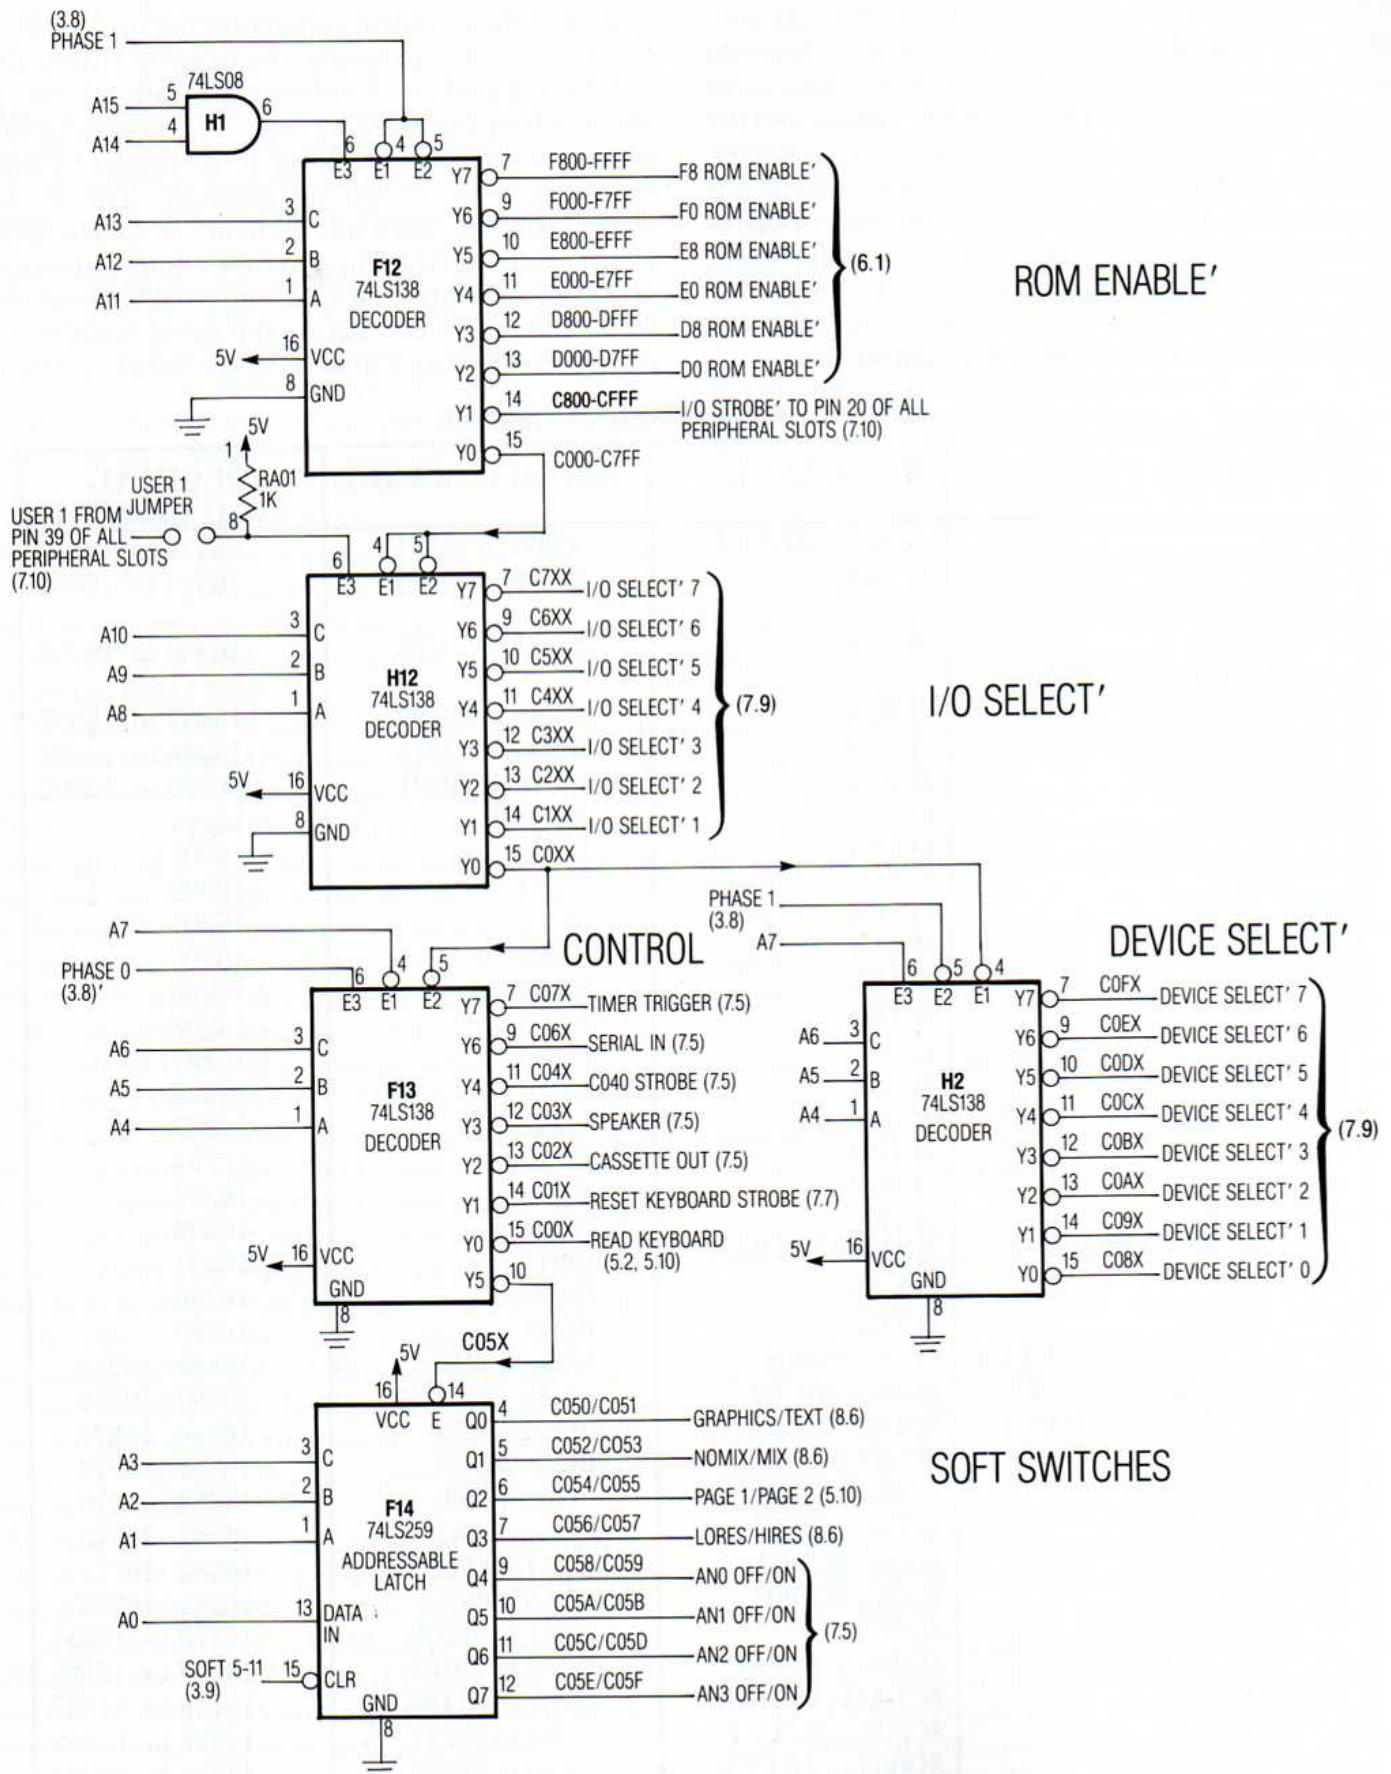 (3.8)
PHASE 1
74LS08
A15 5
H1 6
A14 4
6 4 5
E3 E1 E2
Y7 7 F800-FFFF F8 ROM ENABLE′
A13 3 C
Y6 9 F000-F7FF F0 ROM ENABLE′
A12 2 B
Y5 10 E800-EFFF E8 ROM ENABLE′
(6.1)
ROM ENABLE′
F12
74LS138
DECODER
A11 1 A
Y4 11 E000-E7FF E0 ROM ENABLE′
Y3 12 D800-DFFF D8 ROM ENABLE′
5V 16 VCC
Y2 13 D000-D7FF D0 ROM ENABLE′
8 GND
Y1 14 C800-CFFF I/O STROBE′ TO PIN 20 OF ALL
PERIPHERAL SLOTS (7.10)
Y0 15 C000-C7FF
5V
1
RA01
1K
8
USER 1
JUMPER
USER 1 FROM
PIN 39 OF ALL
PERIPHERAL SLOTS
(7.10)
6 4 5
E3 E1 E2
Y7 7 C7XX I/O SELECT′ 7
A10 3 C
Y6 9 C6XX I/O SELECT′ 6
A9 2 B
Y5 10 C5XX I/O SELECT′ 5
H12
74LS138
DECODER
A8 1 A
Y4 11 C4XX I/O SELECT′ 4
(7.9)
I/O SELECT′
Y3 12 C3XX I/O SELECT′ 3
5V 16 VCC
Y2 13 C2XX I/O SELECT′ 2
8 GND
Y1 14 C1XX I/O SELECT′ 1
Y0 15 C0XX
A7
PHASE 0
(3.8)′
CONTROL
6 4 5
E3 E1 E2
Y7 7 C07X TIMER TRIGGER (7.5)
A6 3 C
Y6 9 C06X SERIAL IN (7.5)
A5 2 B
Y4 11 C04X C040 STROBE (7.5)
F13
74LS138
DECODER
A4 1 A
Y3 12 C03X SPEAKER (7.5)
Y2 13 C02X CASSETTE OUT (7.5)
Y1 14 C01X RESET KEYBOARD STROBE (7.7)
5V 16 VCC
Y0 15 C00X READ KEYBOARD
(5.2, 5.10)
GND
8
Y5 10
C05X
PHASE 1
(3.8)
A7
DEVICE SELECT′
6 5 4
E3 E2 E1
Y7 7 C0FX DEVICE SELECT′ 7
A6 3 C
Y6 9 C0EX DEVICE SELECT′ 6
A5 2 B
Y5 10 C0DX DEVICE SELECT′ 5
H2
74LS138
DECODER
A4 1 A
Y4 11 C0CX DEVICE SELECT′ 4
(7.9)
Y3 12 C0BX DEVICE SELECT′ 3
Y2 13 C0AX DEVICE SELECT′ 2
Y1 14 C09X DEVICE SELECT′ 1
5V 16 VCC
Y0 15 C08X DEVICE SELECT′ 0
GND
8
5V
16 14
VCC E
Q0 4 C050/C051 GRAPHICS/TEXT (8.6)
A3 3 C
Q1 5 C052/C053 NOMIX/MIX (8.6)
SOFT SWITCHES
A2 2 B
Q2 6 C054/C055 PAGE 1/PAGE 2 (5.10)
F14
74LS259
ADDRESSABLE
LATCH
A1 1 A
Q3 7 C056/C057 LORES/HIRES (8.6)
Q4 9 C058/C059 AN0 OFF/ON
A0 13 DATA
IN
Q5 10 C05A/C05B AN1 OFF/ON
(7.5)
Q6 11 C05C/C05D AN2 OFF/ON
SOFT 5-11 15 CLR
(3.9)
Q7 12 C05E/C05F AN3 OFF/ON
GND
8